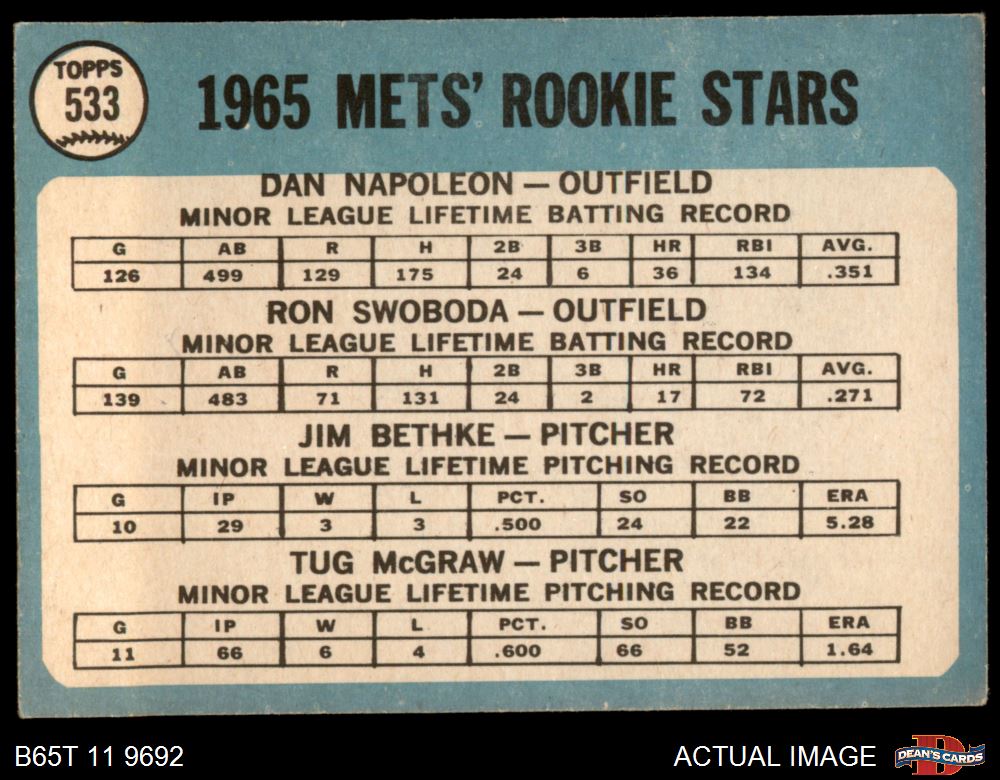 TOPPS
533
1965 METS' ROOKIE STARS
DAN NAPOLEON — OUTFIELD
MINOR LEAGUE LIFETIME BATTING RECORD
G AB R H 2B 3B HR RBI AVG.
126 499 129 175 24 6 36 134 .351
RON SWOBODA — OUTFIELD
MINOR LEAGUE LIFETIME BATTING RECORD
G AB R H 2B 3B HR RBI AVG.
139 483 71 131 24 2 17 72 .271
JIM BETHKE — PITCHER
MINOR LEAGUE LIFETIME PITCHING RECORD
G IP W L PCT. SO BB ERA
10 29 3 3 .500 24 22 5.28
TUG McGRAW — PITCHER
MINOR LEAGUE LIFETIME PITCHING RECORD
G IP W L PCT. SO BB ERA
11 66 6 4 .600 66 52 1.64
B65T 11 9692
ACTUAL IMAGE
D
DEAN'S CARDS